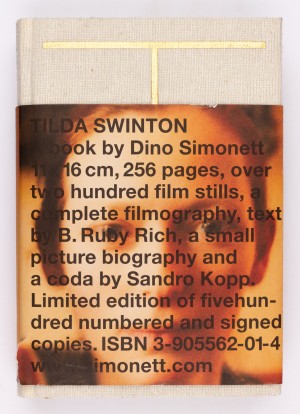 TILDA SWINTON
A book by Dino Simonett
11 x 16 cm, 256 pages, over
two hundred film stills, a
complete filmography, text
by B. Ruby Rich, a small
picture biography and
a coda by Sandro Kopp.
Limited edition of fivehun-
dred numbered and signed
copies. ISBN 3-905562-01-4
www.simonett.com